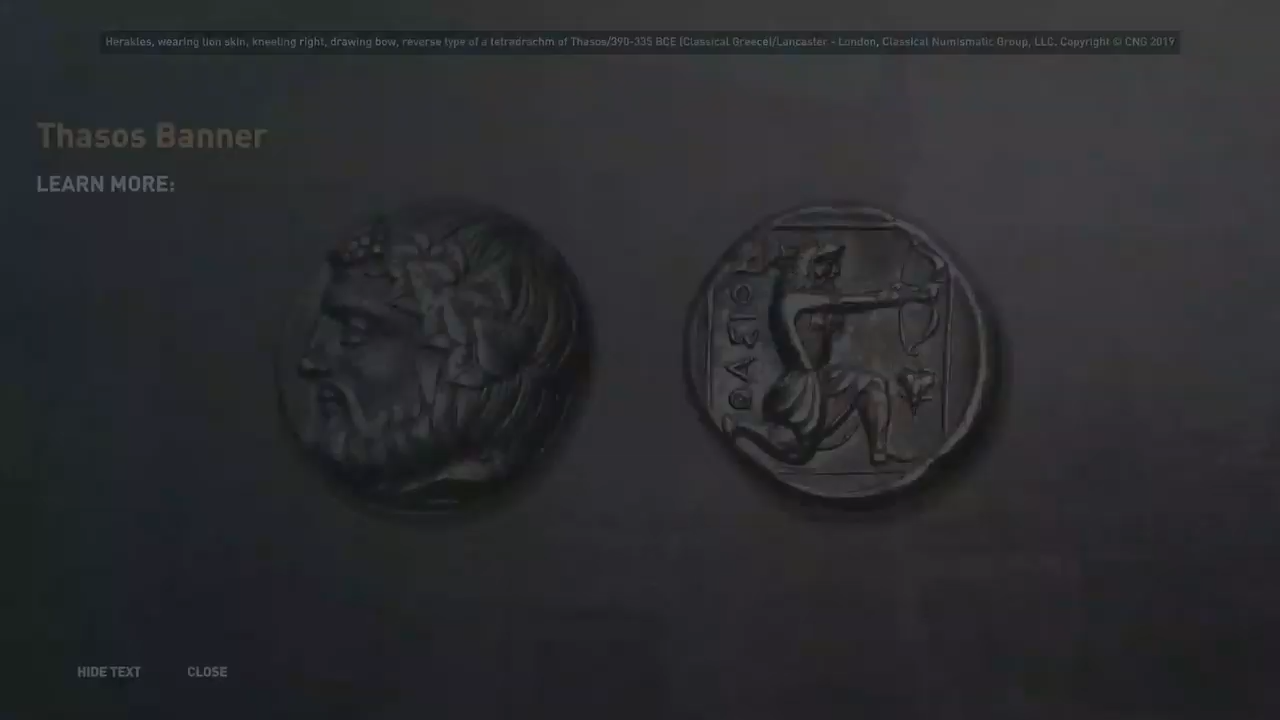 Herakles, wearing lion skin, kneeling right, drawing bow, reverse type of a tetradrachm of Thasos/390-335 BCE (Classical Greece)/Lancaster - London, Classical Numismatic Group, LLC. Copyright © CNG 2019
Thasos Banner
LEARN MORE:
ΘΑΣΙΟΝ
HIDE TEXT
CLOSE